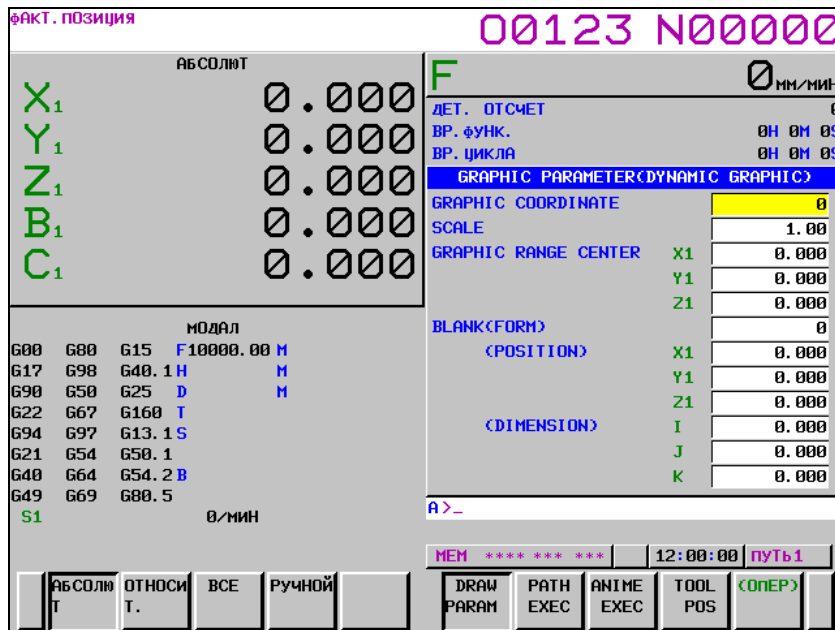 ФАКТ. ПОЗИЦИЯ
O0123 N00000
АБСОЛЮТ
X1 0.000
Y1 0.000
Z1 0.000
B1 0.000
C1 0.000
F 0 ММ/МИН
ДЕТ. ОТСЧЕТ 0
ВР. ФУНК. 0H 0M 0S
ВР. ЦИКЛА 0H 0M 0S
GRAPHIC PARAMETER(DYNAMIC GRAPHIC)
GRAPHIC COORDINATE 0
SCALE 1.00
GRAPHIC RANGE CENTER X1 0.000
Y1 0.000
Z1 0.000
BLANK(FORM) 0
(POSITION) X1 0.000
Y1 0.000
Z1 0.000
(DIMENSION) I 0.000
J 0.000
K 0.000
МОДАЛ
G00 G80 G15 F10000.00 M
G17 G98 G40.1 H M
G90 G50 G25 D M
G22 G67 G160 T
G94 G97 G13.1 S
G21 G54 G50.1
G40 G64 G54.2 B
G49 G69 G80.5
S1 0/МИН
A>_
MEM **** *** *** 12:00:00 ПУТЬ1
АБСОЛЮ
Т
ОТНОСИ
Т.
ВСЕ
РУЧНОЙ
DRAW
PARAM
PATH
EXEC
ANIME
EXEC
TOOL
POS
(ОПЕР)